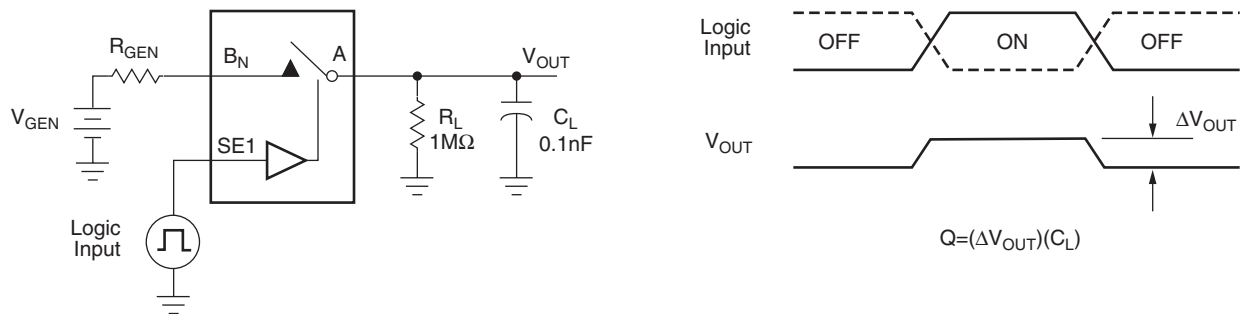 R_GEN
B_N
A
V_OUT
V_GEN
R_L
1MΩ
C_L
0.1nF
SE1
Logic
Input
Logic
Input
OFF
ON
OFF
V_OUT
ΔV_OUT
Q=(ΔV_OUT)(C_L)